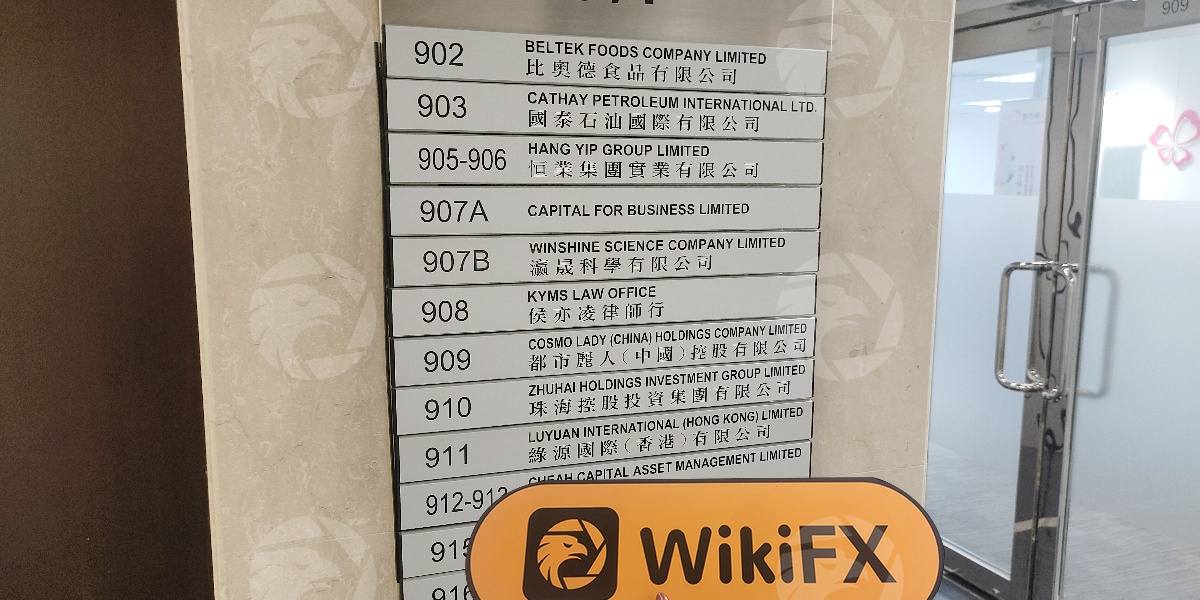 902
BELTEK FOODS COMPANY LIMITED
比奧德食品有限公司
903
CATHAY PETROLEUM INTERNATIONAL LTD.
國泰石油國際有限公司
905-906
HANG YIP GROUP LIMITED
恒業集團實業有限公司
907A
CAPITAL FOR BUSINESS LIMITED
907B
WINSHINE SCIENCE COMPANY LIMITED
瀛晟科學有限公司
908
KYMS LAW OFFICE
侯亦凌律師行
909
COSMO LADY (CHINA) HOLDINGS COMPANY LIMITED
都市麗人(中國)控股有限公司
910
ZHUHAI HOLDINGS INVESTMENT GROUP LIMITED
珠海控股投資集團有限公司
911
LUYUAN INTERNATIONAL (HONG KONG) LIMITED
綠源國際(香港)有限公司
912-913
CHEAH CAPITAL ASSET MANAGEMENT LIMITED
915
916
WikiFX
909